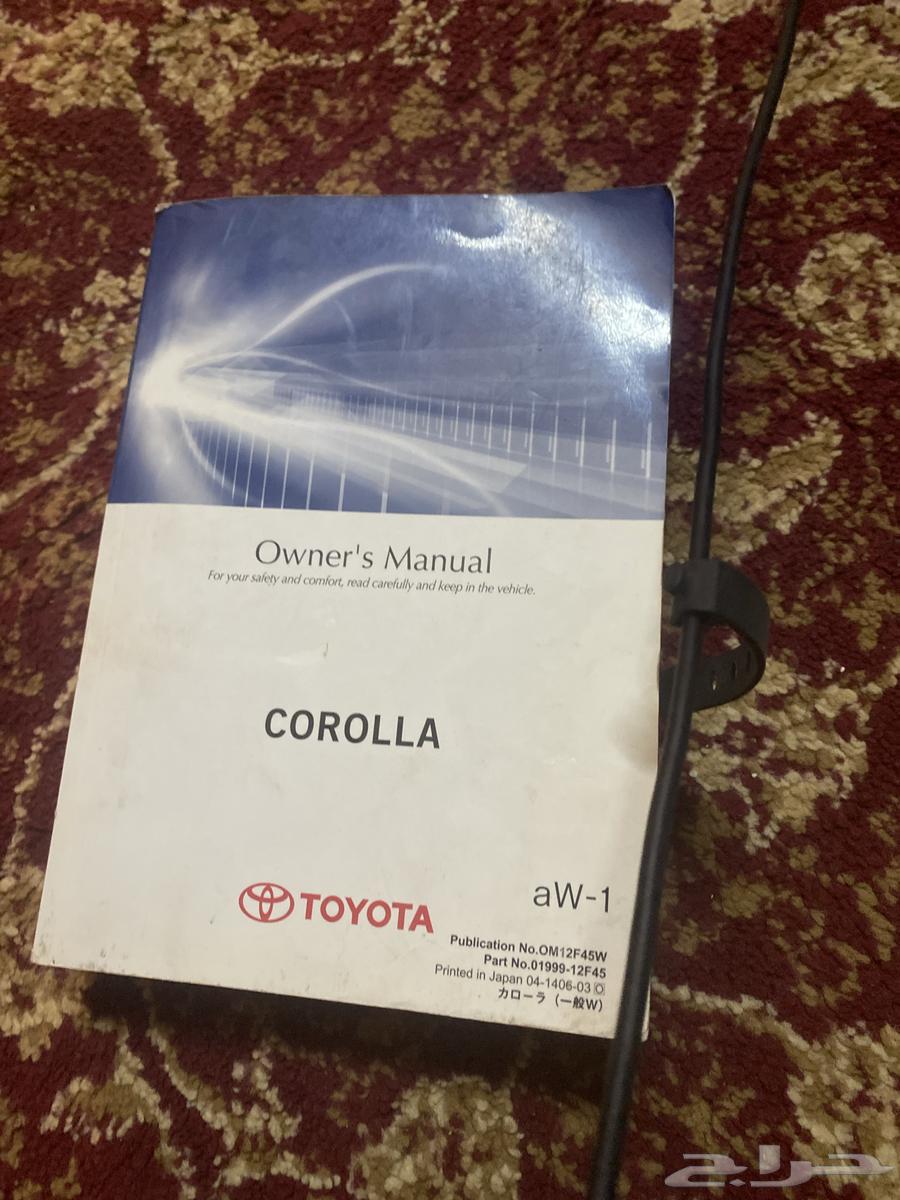 Owner's Manual
For your safety and comfort, read carefully and keep in the vehicle.
COROLLA
aW-1
TOYOTA
Publication No.OM12F45W
Part No.01999-12F45
Printed in Japan 04-1406-03
カローラ (一般W)
حراج